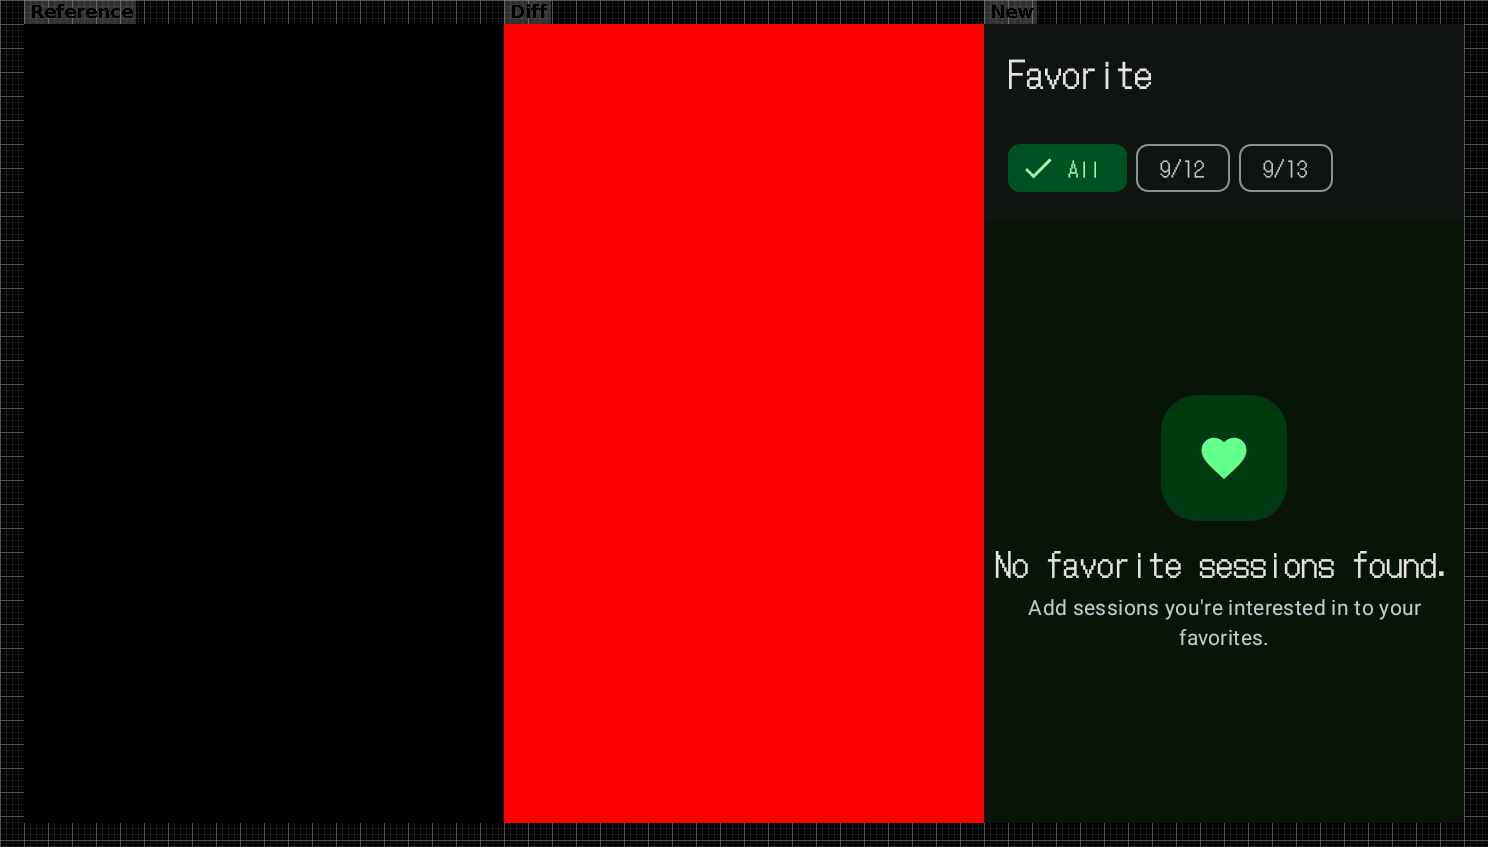 Reference
Diff
New
Favorite
All
9/12
9/13
No favorite sessions found.
Add sessions you're interested in to your
favorites.